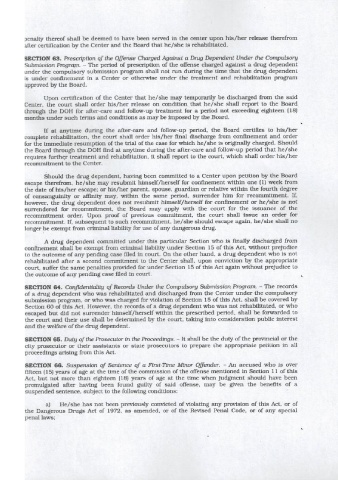 penalty thereof shall be deemed to have been served in the center upon his/her release therefrom
after certification by the Center and the Board that he/she is rehabilitated.
SECTION 63. Prescription of the Offense Charged Against a Drug Dependent Under the Compulsory
Submission Program. – The period of prescription of the offense charged against a drug dependent
under the compulsory submission program shall not run during the time that the drug dependent
is under confinement in a Center or otherwise under the treatment and rehabilitation program
approved by the Board.
Upon certification of the Center that he/she may temporarily be discharged from the said
Center, the court shall order his/her release on condition that he/she shall report to the Board
through the DOH for after-care and follow-up treatment for a period not exceeding eighteen (18)
months under such terms and conditions as may be imposed by the Board.
If at anytime during the after-care and follow-up period, the Board certifies to his/her
complete rehabilitation, the court shall order his/her final discharge from confinement and order
for the immediate resumption of the trial of the case for which he/she is originally charged. Should
the Board through the DOH find at anytime during the after-care and follow-up period that he/she
requires further treatment and rehabilitation, it shall report to the court, which shall order his/her
recommitment to the Center.
Should the drug dependent, having been committed to a Center upon petition by the Board
escape therefrom, he/she may resubmit himself/herself for confinement within one (1) week from
the date of his/her escape; or his/her parent, spouse, guardian or relative within the fourth degree
of consanguinity or affinity may, within the same period, surrender him for recommitment. If,
however, the drug dependent does not resubmit himself/herself for confinement or he/she is not
surrendered for recommitment, the Board may apply with the court for the issuance of the
recommitment order. Upon proof of previous commitment, the court shall issue an order for
recommitment. If, subsequent to such recommitment, he/she should escape again, he/she shall no
longer be exempt from criminal liability for use of any dangerous drug.
A drug dependent committed under this particular Section who is finally discharged from
confinement shall be exempt from criminal liability under Section 15 of this Act, without prejudice
to the outcome of any pending case filed in court. On the other hand, a drug dependent who is not
rehabilitated after a second commitment to the Center shall, upon conviction by the appropriate
court, suffer the same penalties provided for under Section 15 of this Act again without prejudice to
the outcome of any pending case filed in court.
SECTION 64. Confidentiality of Records Under the Compulsory Submission Program. – The records
of a drug dependent who was rehabilitated and discharged from the Center under the compulsory
submission program, or who was charged for violation of Section 15 of this Act, shall be covered by
Section 60 of this Act. However, the records of a drug dependent who was not rehabilitated, or who
escaped but did not surrender himself/herself within the prescribed period, shall be forwarded to
the court and their use shall be determined by the court, taking into consideration public interest
and the welfare of the drug dependent.
SECTION 65. Duty of the Prosecutor in the Proceedings. – It shall be the duty of the provincial or the
city prosecutor or their assistants or state prosecutors to prepare the appropriate petition in all
proceedings arising from this Act.
SECTION 66. Suspension of Sentence of a First-Time Minor Offender. – An accused who is over
fifteen (15) years of age at the time of the commission of the offense mentioned in Section 11 of this
Act, but not more than eighteen (18) years of age at the time when judgment should have been
promulgated after having been found guilty of said offense, may be given the benefits of a
suspended sentence, subject to the following conditions:
a) He/she has not been previously convicted of violating any provision of this Act, or of
the Dangerous Drugs Act of 1972, as amended, or of the Revised Penal Code, or of any special
penal laws;